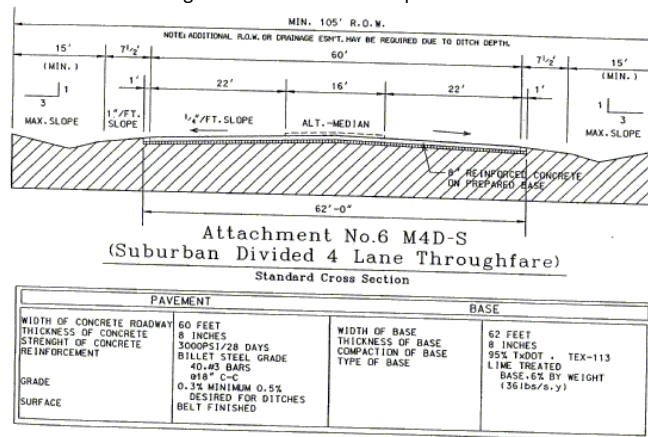 MIN. 105' R.O.W.
NOTE: ADDITIONAL R.O.W. OR DRAINAGE ESM'T. MAY BE REQUIRED DUE TO DITCH DEPTH.
15' 7½' 60' 7½' 15'
(MIN.) (MIN.)
1' 22' 16' 22' 1'
1 1
3 3
MAX. SLOPE 1"/FT. SLOPE ¼"/FT. SLOPE ALT.-MEDIAN MAX. SLOPE
8" REINFORCED CONCRETE
ON PREPARED BASE
62'-0"
Attachment No.6 M4D-S
(Suburban Divided 4 Lane Throughfare)
Standard Cross Section
PAVEMENT BASE
WIDTH OF CONCRETE ROADWAY 60 FEET WIDTH OF BASE 62 FEET
THICKNESS OF CONCRETE 8 INCHES THICKNESS OF BASE 8 INCHES
STRENGHT OF CONCRETE 3000PSI/28 DAYS COMPACTION OF BASE 95% TxDOT . TEX-113
REINFORCEMENT BILLET STEEL GRADE TYPE OF BASE LIME TREATED
40.#3 BARS BASE.6% BY WEIGHT
@18" C-C (36lbs/s.y)
GRADE 0.3% MINIMUM 0.5%
DESIRED FOR DITCHES
SURFACE BELT FINISHED